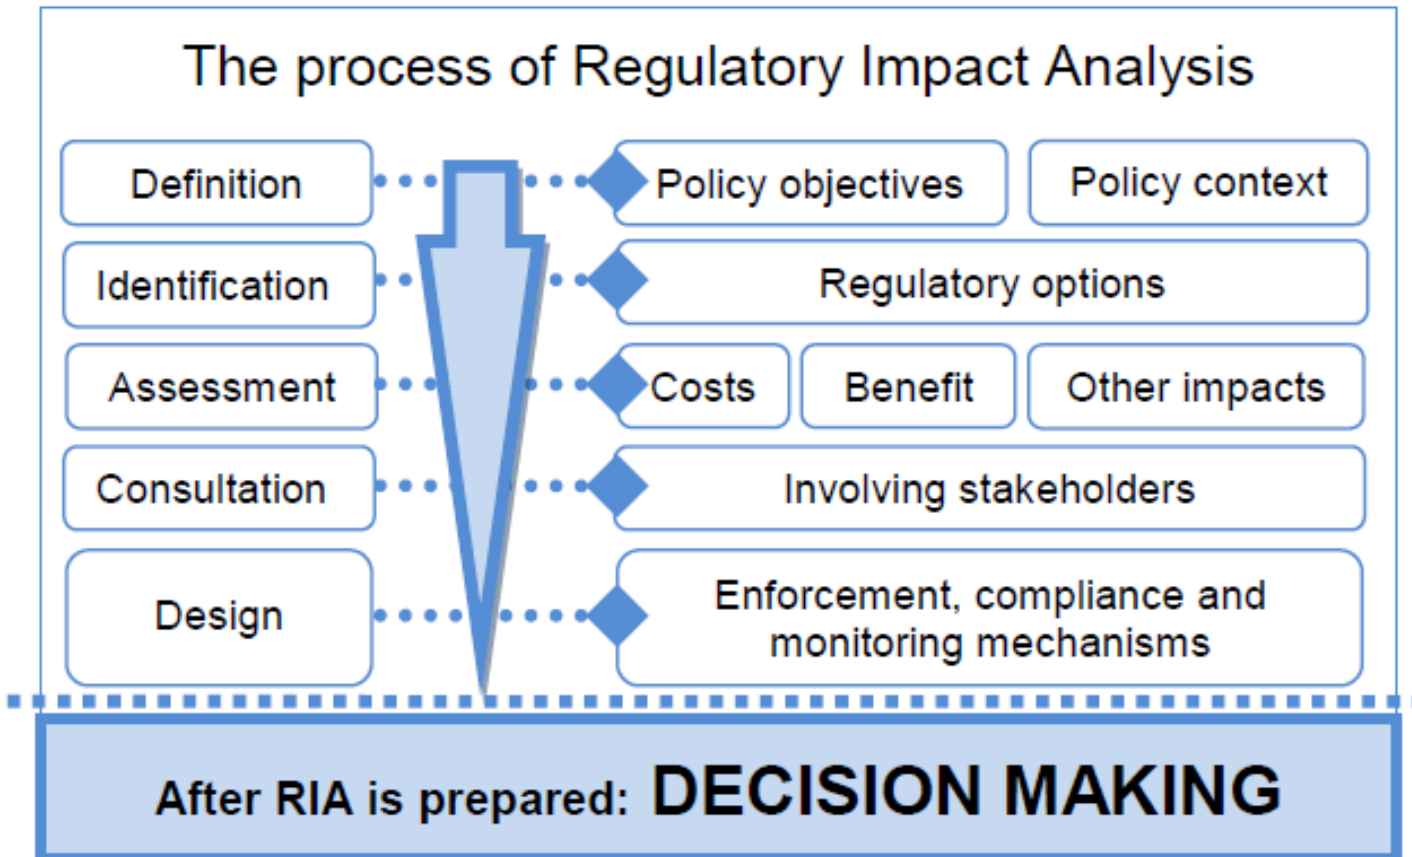 The process of Regulatory Impact Analysis
Definition
Policy objectives
Policy context
Identification
Regulatory options
Assessment
Costs
Benefit
Other impacts
Consultation
Involving stakeholders
Design
Enforcement, compliance and
monitoring mechanisms
After RIA is prepared: DECISION MAKING